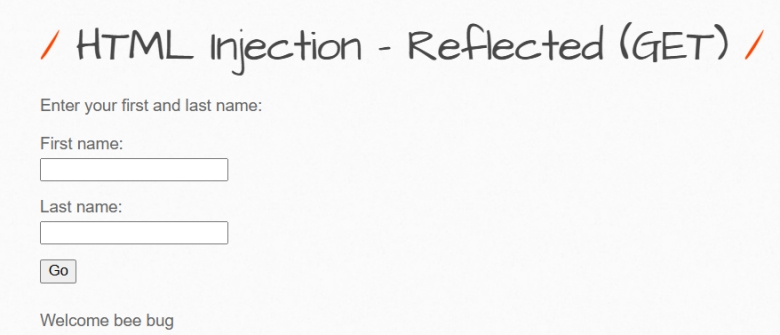 / HTML Injection - Reflected (GET) /
Enter your first and last name:
First name:
Last name:
Go
Welcome bee bug